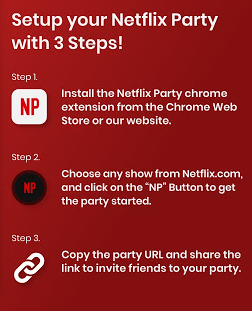 Setup your Netflix Party
with 3 Steps!
Step 1.
NP
Install the Netflix Party chrome
extension from the Chrome Web
Store or our website.
Step 2.
NP
Choose any show from Netflix.com,
and click on the “NP” Button to get
the party started.
Step 3.
Copy the party URL and share the
link to invite friends to your party.